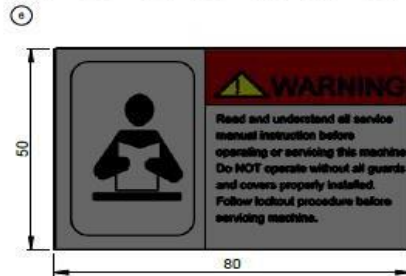 6
WARNING
Read and understand all service
manual instruction before
operating or servicing this machine
Do NOT operate without all guards
and covers properly installed.
Follow lockout procedure before
servicing machine.
50
80